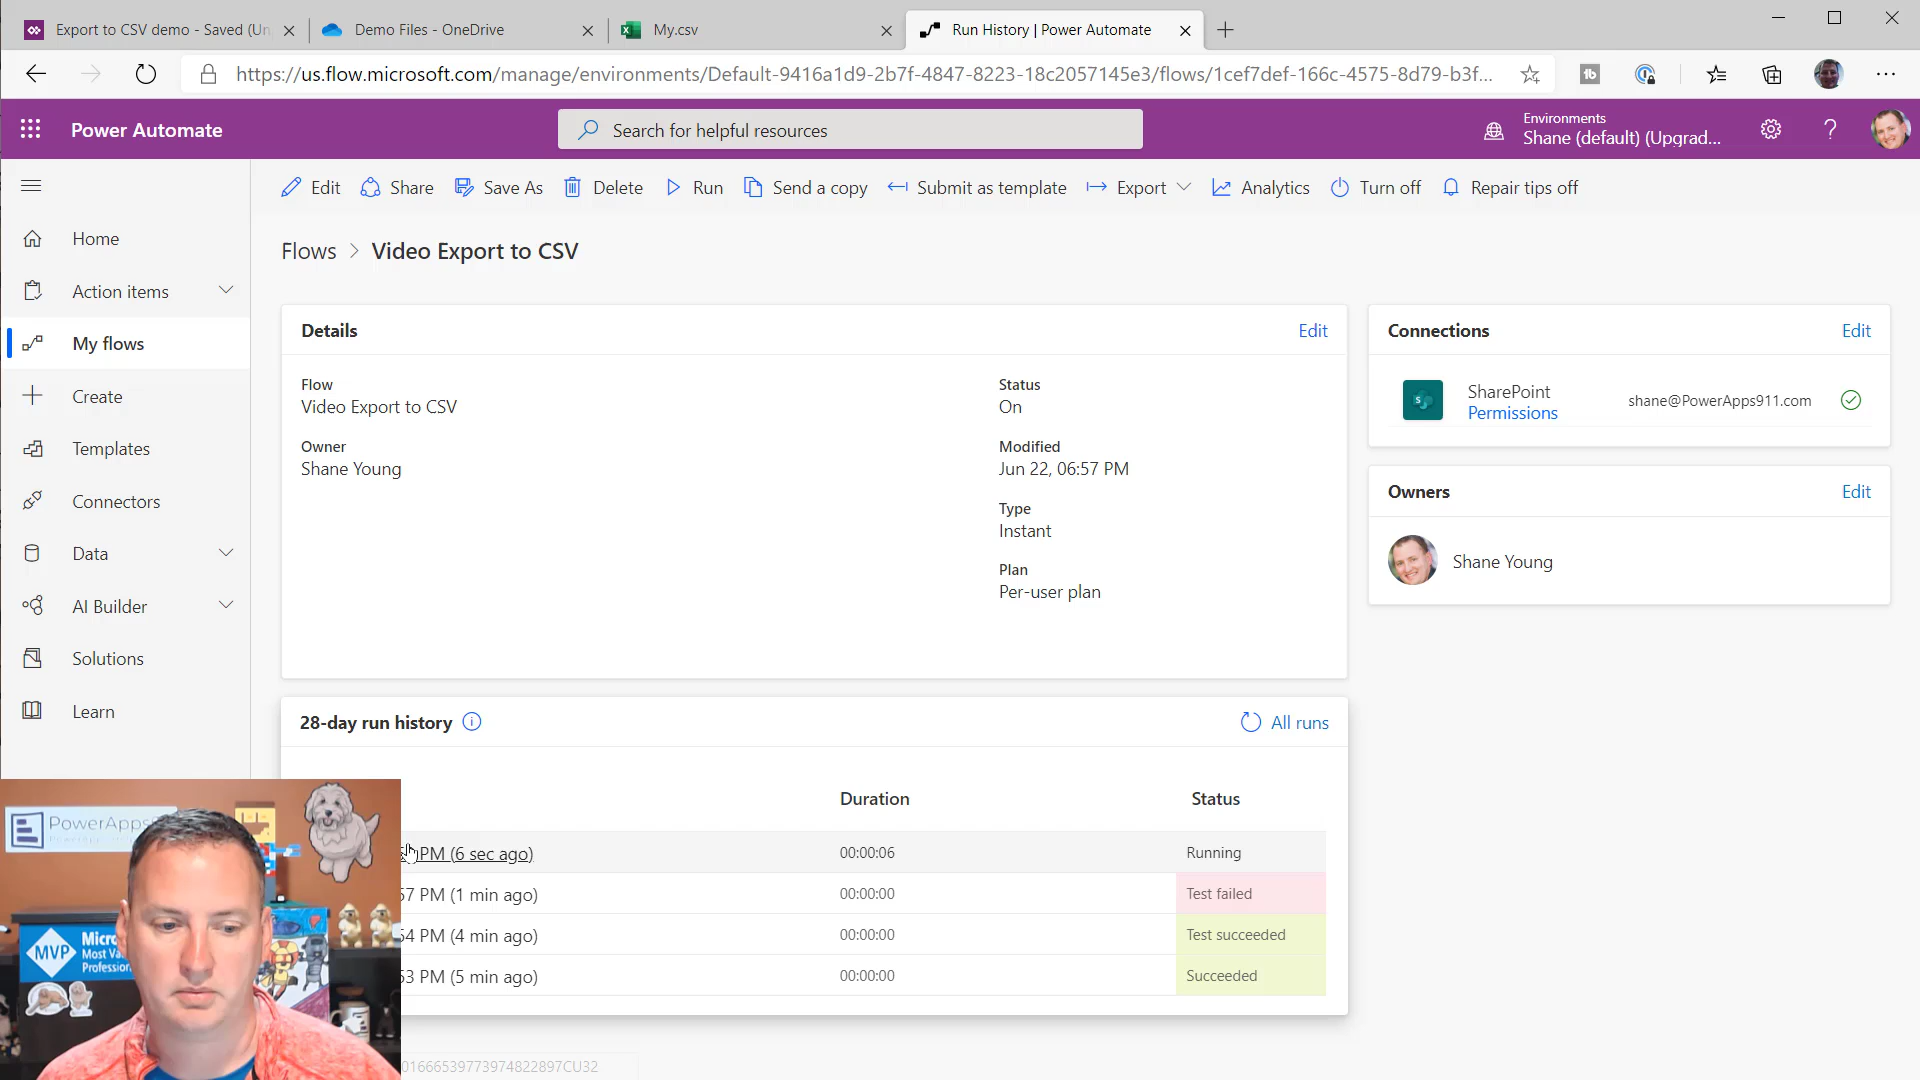 Export to CSV demo - Saved (Un
Demo Files - OneDrive
My.csv
Run History | Power Automate
https://us.flow.microsoft.com/manage/environments/Default-9416a1d9-2b7f-4847-8223-18c2057145e3/flows/1cef7def-166c-4575-8d79-b3f...
Power Automate
Search for helpful resources
Environments
Shane (default) (Upgrad...
Edit
Share
Save As
Delete
Run
Send a copy
Submit as template
Export
Analytics
Turn off
Repair tips off
Home
Action items
My flows
Create
Templates
Connectors
Data
AI Builder
Solutions
Learn
Flows > Video Export to CSV
Details
Edit
Flow
Video Export to CSV
Owner
Shane Young
Status
On
Modified
Jun 22, 06:57 PM
Type
Instant
Plan
Per-user plan
Connections
Edit
SharePoint
Permissions
shane@PowerApps911.com
Owners
Edit
Shane Young
28-day run history
All runs
Duration
Status
PM (6 sec ago)
00:00:06
Running
57 PM (1 min ago)
00:00:00
Test failed
54 PM (4 min ago)
00:00:00
Test succeeded
53 PM (5 min ago)
00:00:00
Succeeded
PowerApps
MVP
Micro
Most Va
Profession
01666539773974822897CU32